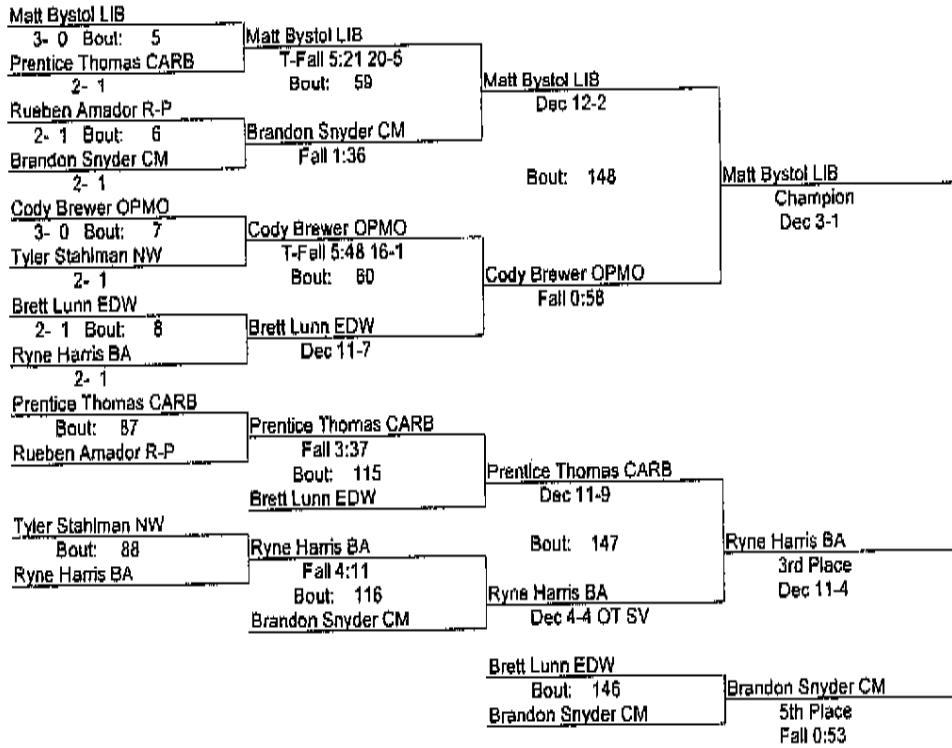 Matt Bystol LIB
3- 0 Bout: 5
Prentice Thomas CARB
2- 1
Rueben Amador R-P
2- 1 Bout: 6
Brandon Snyder CM
2- 1
Cody Brewer OPMO
3- 0 Bout: 7
Tyler Stahlman NW
2- 1
Brett Lunn EDW
2- 1 Bout: 8
Ryne Harris BA
2- 1
Matt Bystol LIB
T-Fall 5:21 20-5
Bout: 59
Brandon Snyder CM
Fall 1:36
Cody Brewer OPMO
T-Fall 5:48 16-1
Bout: 60
Brett Lunn EDW
Dec 11-7
Matt Bystol LIB
Dec 12-2
Bout: 148
Cody Brewer OPMO
Fall 0:58
Matt Bystol LIB
Champion
Dec 3-1
Prentice Thomas CARB
Bout: 87
Rueben Amador R-P
Tyler Stahlman NW
Bout: 88
Ryne Harris BA
Prentice Thomas CARB
Fall 3:37
Bout: 115
Brett Lunn EDW
Ryne Harris BA
Fall 4:11
Bout: 116
Brandon Snyder CM
Prentice Thomas CARB
Dec 11-9
Bout: 147
Ryne Harris BA
Dec 4-4 OT SV
Ryne Harris BA
3rd Place
Dec 11-4
Brett Lunn EDW
Bout: 146
Brandon Snyder CM
Brandon Snyder CM
5th Place
Fall 0:53